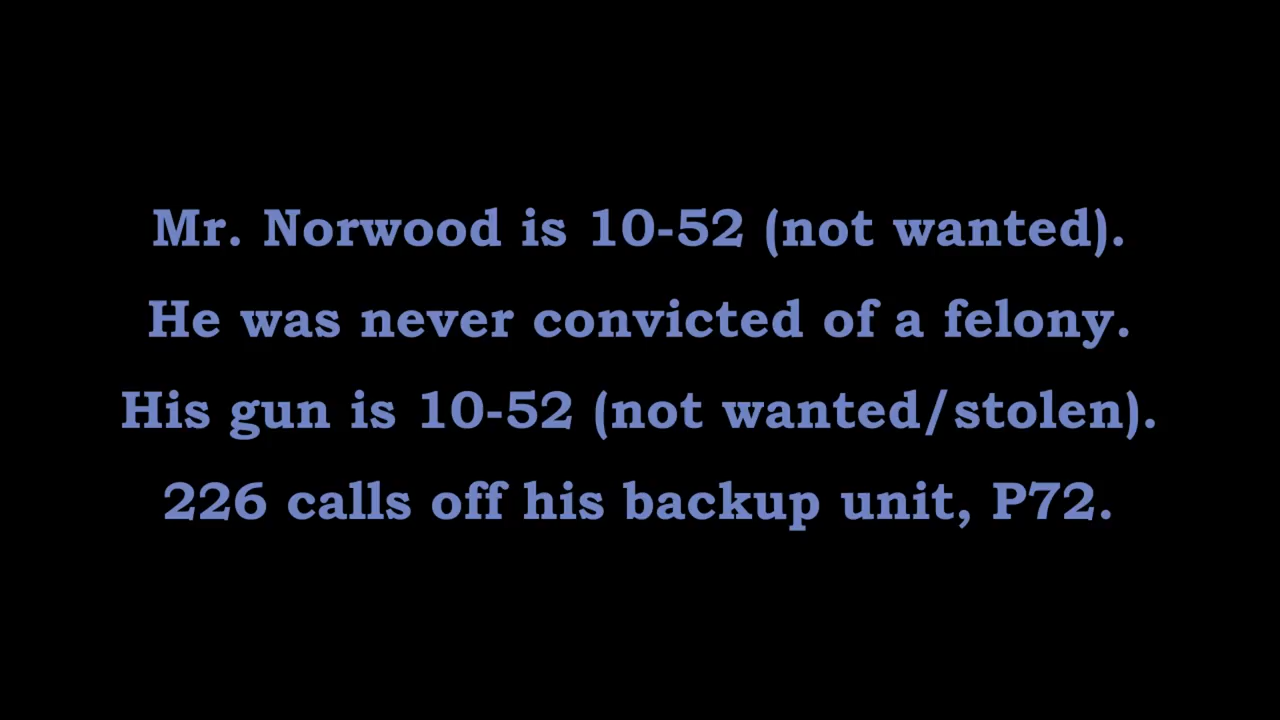 Mr. Norwood is 10-52 (not wanted).
He was never convicted of a felony.
His gun is 10-52 (not wanted/stolen).
226 calls off his backup unit, P72.